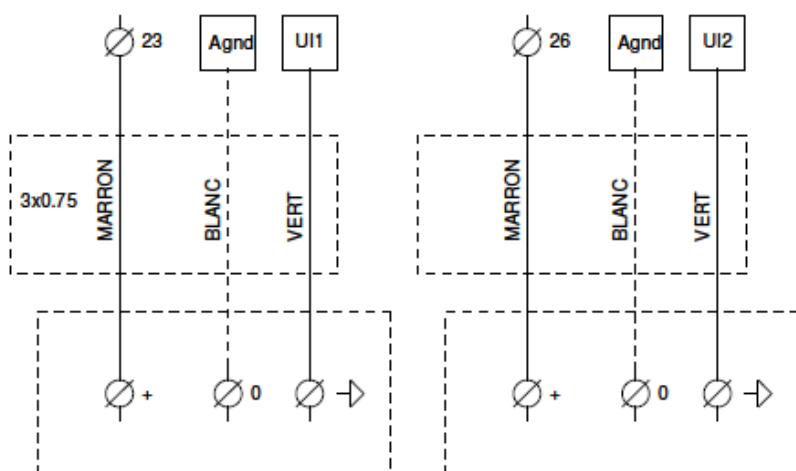 23 Agnd UI1 26 Agnd UI2
3x0.75 MARRON BLANC VERT MARRON BLANC VERT
+ 0 + 0